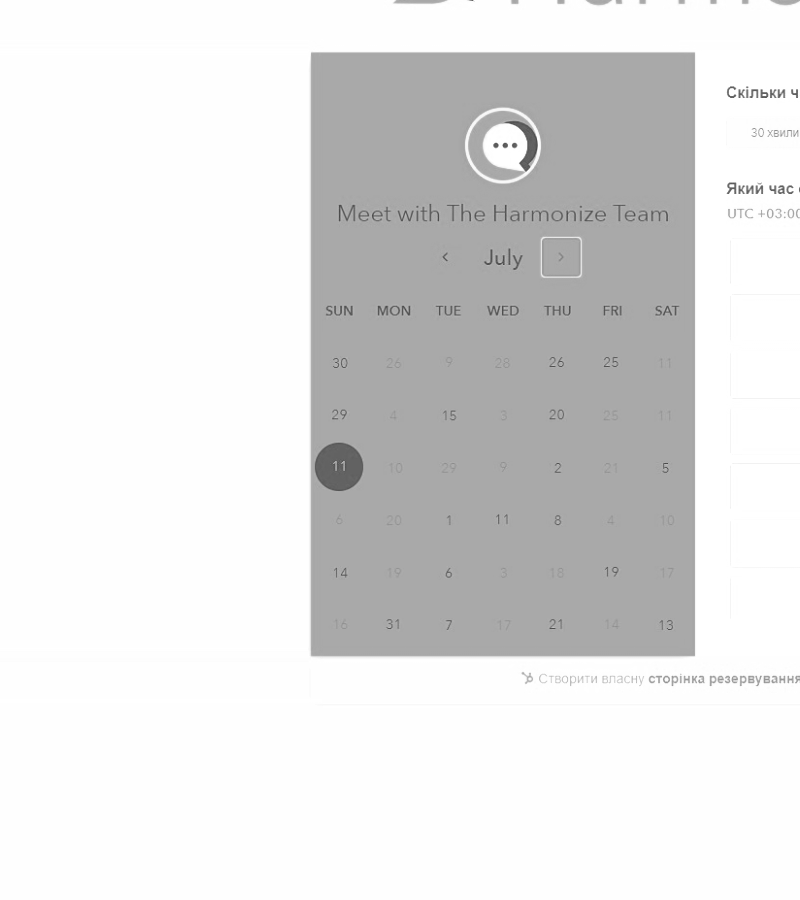 Скільки ч
30 хвили
Meet with The Harmonize Team
July
Який час
UTC +03:00
SUN MON TUE WED THU FRI SAT
30 26 9 28 26 25 11
29 4 15 3 20 25 11
11 10 29 9 2 21 5
6 20 1 11 8 4 10
14 19 6 3 18 19 17
16 31 7 17 21 14 13
Створити власну сторінка резервування